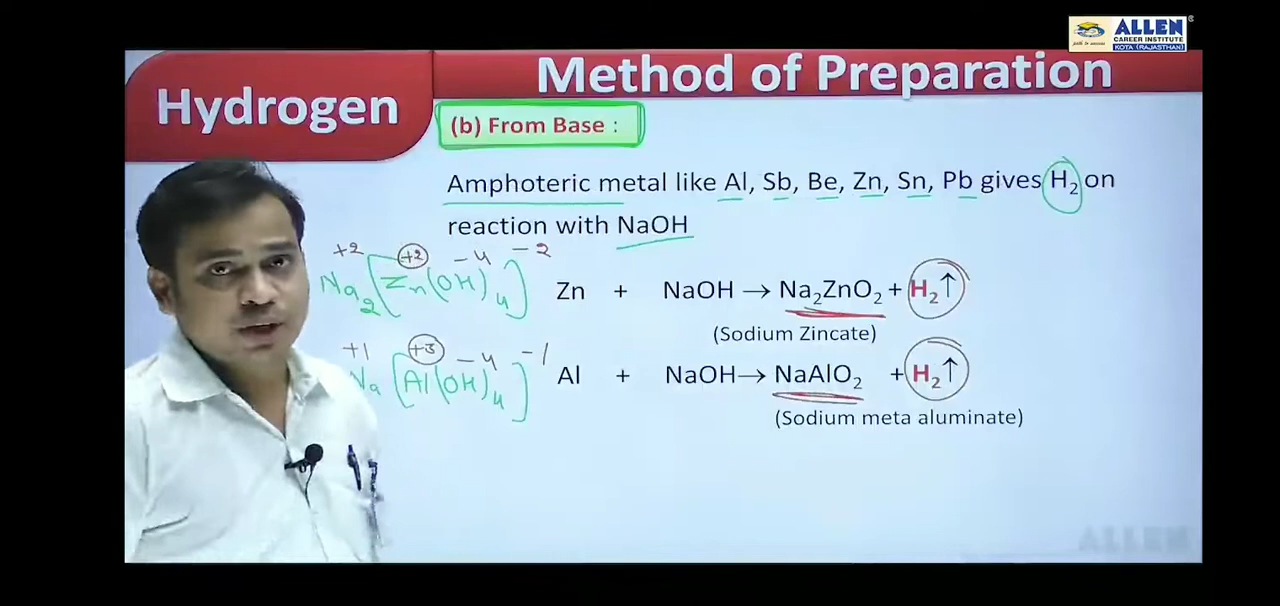 ALLEN
CAREER INSTITUTE
KOTA (RAJASTHAN)
Method of Preparation
Hydrogen
(b) From Base :
Amphoteric metal like Al, Sb, Be, Zn, Sn, Pb gives H₂ on
reaction with NaOH
+2 +2 -4 -2
Na₂[Zn(OH)₄] Zn + NaOH → Na₂ZnO₂ + H₂↑
(Sodium Zincate)
+1 +3 -4 -1
Na[Al(OH)₄] Al + NaOH → NaAlO₂ + H₂↑
(Sodium meta aluminate)
ALLEN